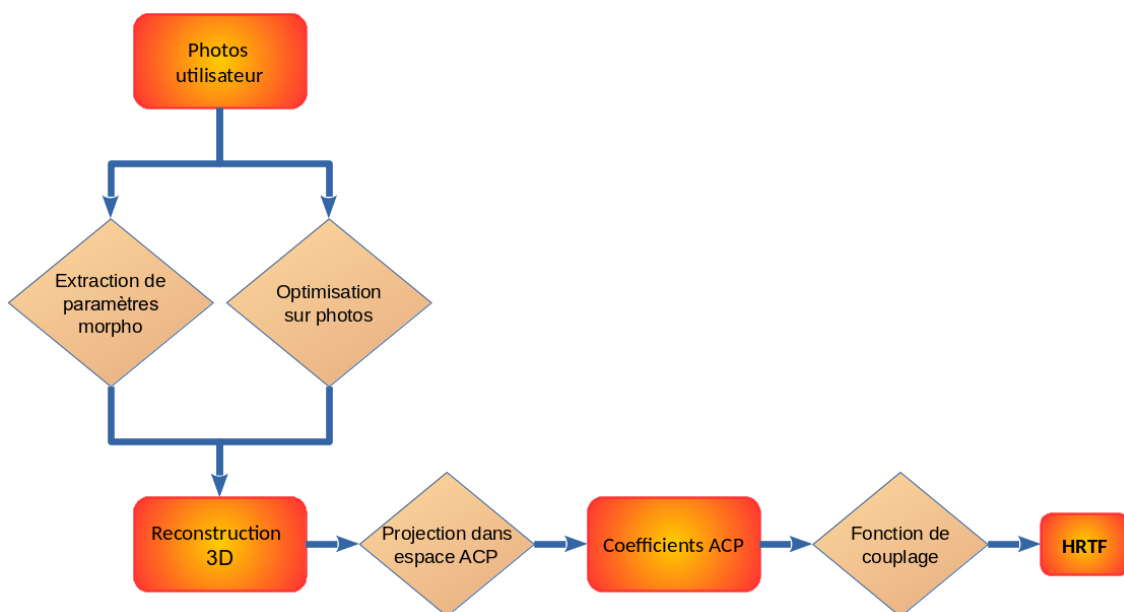 Photos
utilisateur
Extraction de
paramètres
morpho
Optimisation
sur photos
Reconstruction
3D
Projection dans
espace ACP
Coefficients ACP
Fonction de
couplage
HRTF